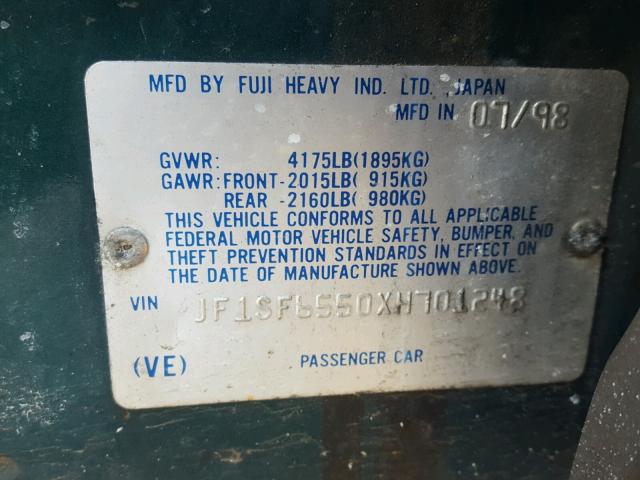 MFD BY FUJI HEAVY IND. LTD. ,JAPAN
MFD IN 07/98
GVWR: 4175LB(1895KG)
GAWR:FRONT-2015LB( 915KG)
REAR -2160LB( 980KG)
THIS VEHICLE CONFORMS TO ALL APPLICABLE
FEDERAL MOTOR VEHICLE SAFETY, BUMPER, AND
THEFT PREVENTION STANDARDS IN EFFECT ON
THE DATE OF MANUFACTURE SHOWN ABOVE.
VIN JF1SF6550XH701248
(VE) PASSENGER CAR